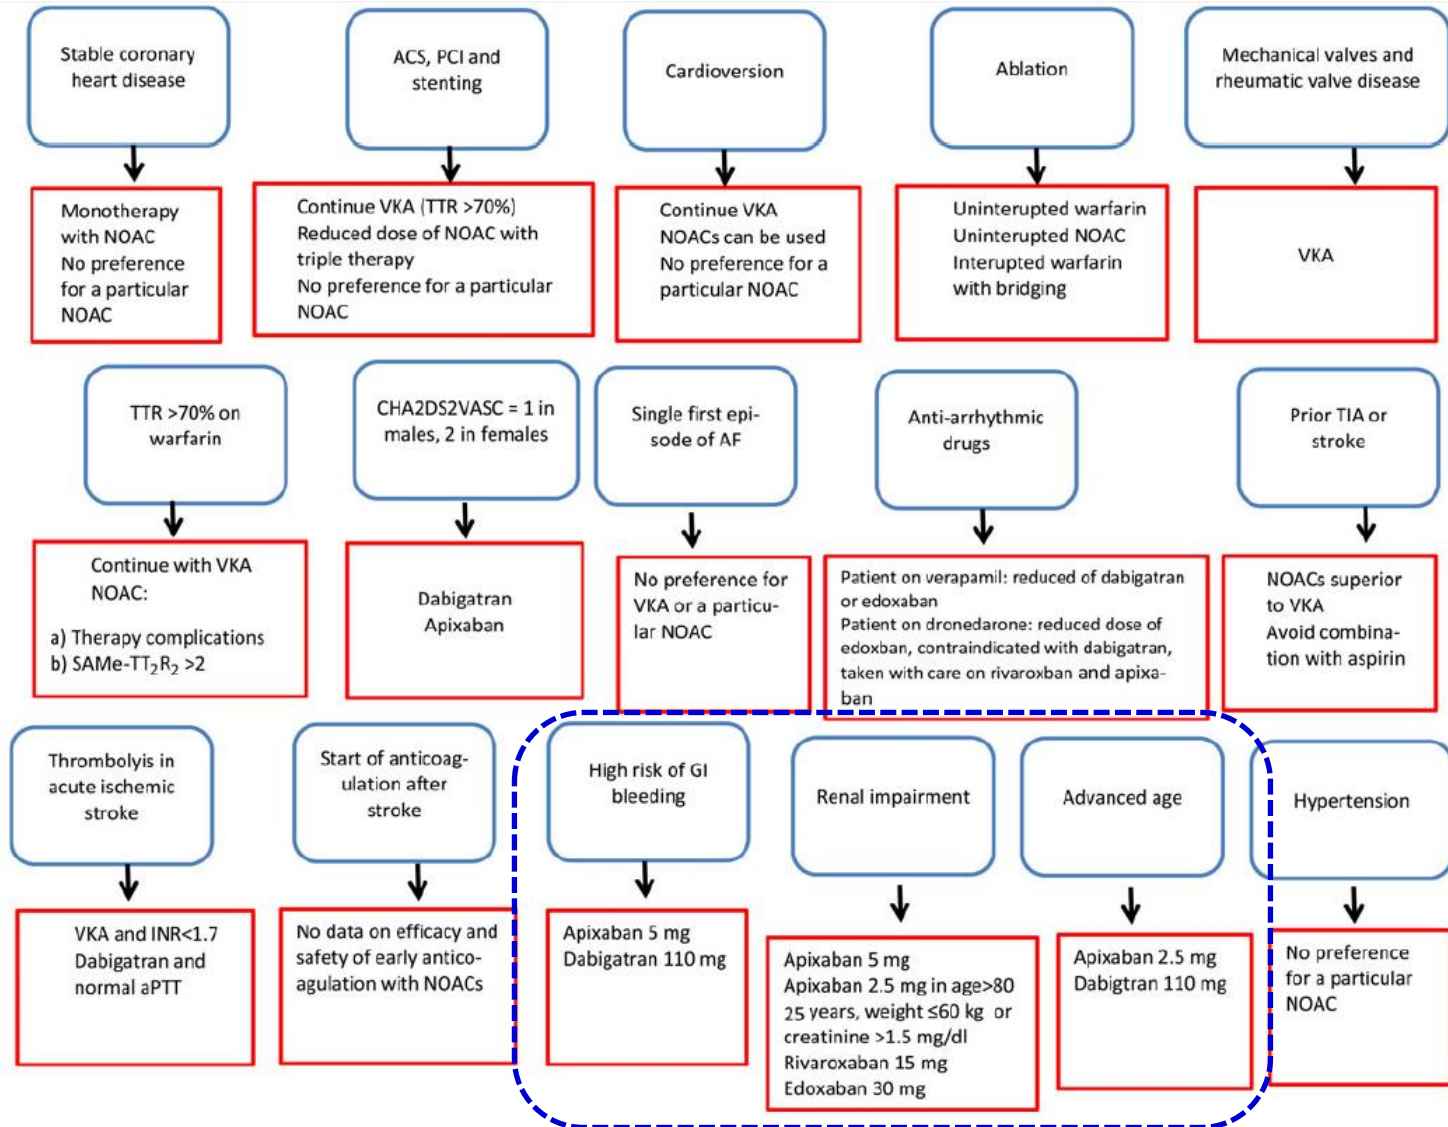 Stable coronary
heart disease
ACS, PCI and
stenting
Cardioversion
Ablation
Mechanical valves and
rheumatic valve disease
Monotherapy
with NOAC
No preference
for a particular
NOAC
Continue VKA (TTR >70%)
Reduced dose of NOAC with
triple therapy
No preference for a particular
NOAC
Continue VKA
NOACs can be used
No preference for a
particular NOAC
Uninterupted warfarin
Uninterupted NOAC
Interupted warfarin
with bridging
VKA
TTR >70% on
warfarin
CHA2DS2VASC = 1 in
males, 2 in females
Single first epi-
sode of AF
Anti-arrhythmic
drugs
Prior TIA or
stroke
Continue with VKA
NOAC:
a) Therapy complications
b) SAMe-TT₂R₂ >2
Dabigatran
Apixaban
No preference for
VKA or a particu-
lar NOAC
Patient on verapamil: reduced of dabigatran
or edoxaban
Patient on dronedarone: reduced dose of
edoxban, contraindicated with dabigatran,
taken with care on rivaroxban and apixa-
ban
NOACs superior
to VKA
Avoid combina-
tion with aspirin
Thrombolyis in
acute ischemic
stroke
Start of anticoag-
ulation after
stroke
High risk of GI
bleeding
Renal impairment
Advanced age
Hypertension
VKA and INR<1.7
Dabigatran and
normal aPTT
No data on efficacy and
safety of early antico-
agulation with NOACs
Apixaban 5 mg
Dabigatran 110 mg
Apixaban 5 mg
Apixaban 2.5 mg in age>80
25 years, weight ≤60 kg or
creatinine >1.5 mg/dl
Rivaroxaban 15 mg
Edoxaban 30 mg
Apixaban 2.5 mg
Dabigtran 110 mg
No preference
for a particular
NOAC